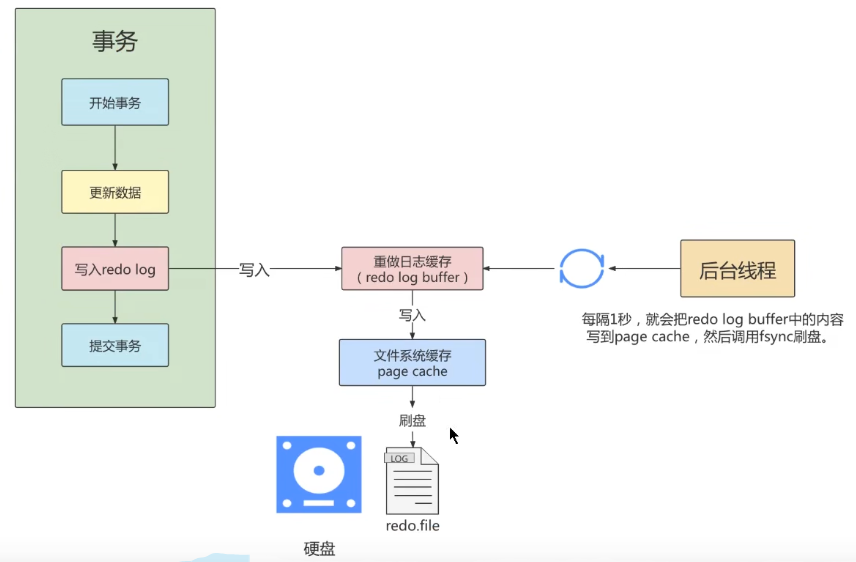 事务
开始事务
更新数据
写入redo log
提交事务
写入
重做日志缓存
（redo log buffer）
写入
文件系统缓存
page cache
刷盘
LOG
redo.file
硬盘
后台线程
每隔1秒，就会把redo log buffer中的内容
写到page cache，然后调用fsync刷盘。